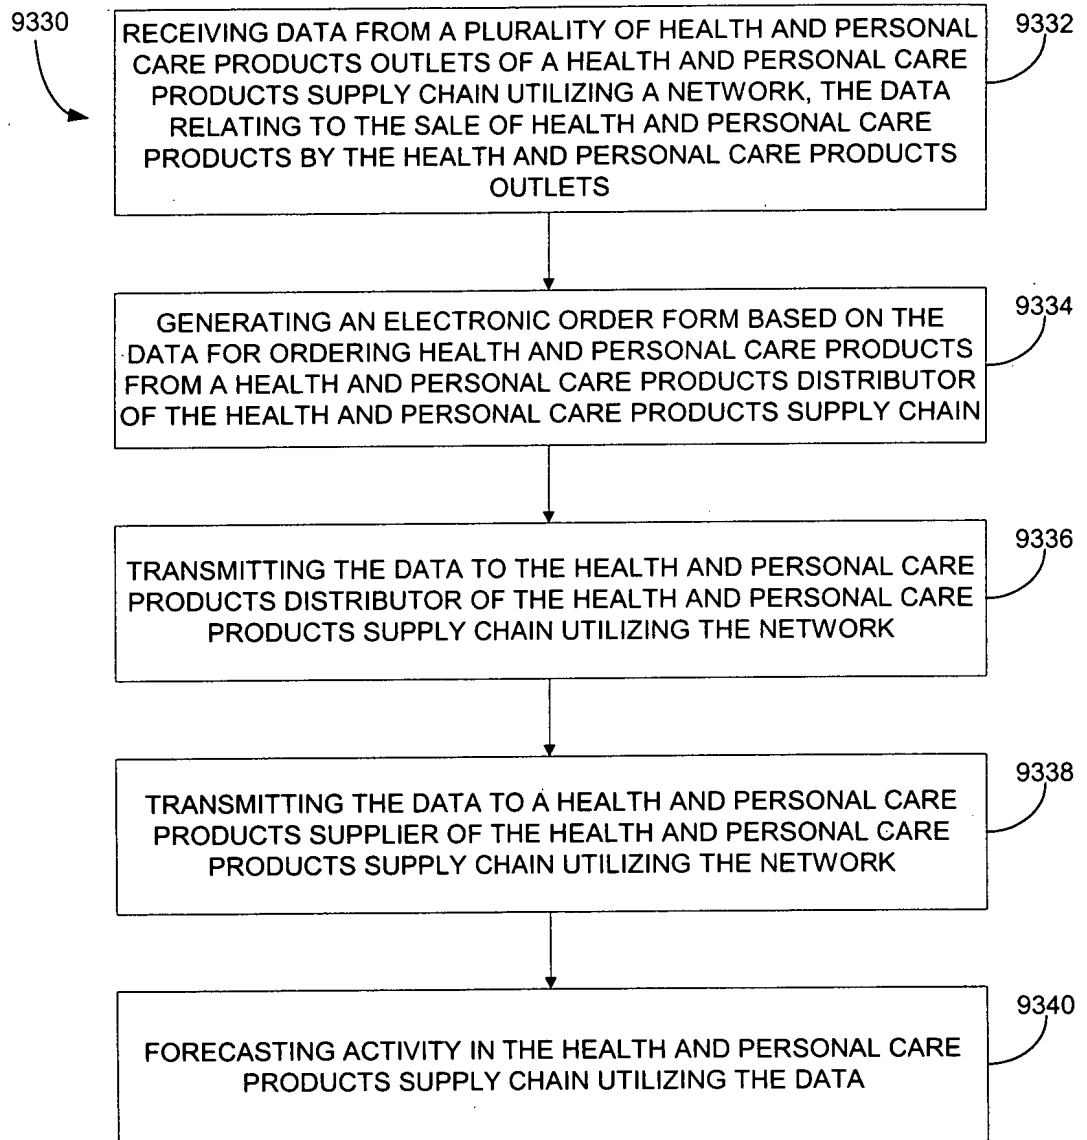 9330
9332
RECEIVING DATA FROM A PLURALITY OF HEALTH AND PERSONAL
CARE PRODUCTS OUTLETS OF A HEALTH AND PERSONAL CARE
PRODUCTS SUPPLY CHAIN UTILIZING A NETWORK, THE DATA
RELATING TO THE SALE OF HEALTH AND PERSONAL CARE
PRODUCTS BY THE HEALTH AND PERSONAL CARE PRODUCTS
OUTLETS
9334
GENERATING AN ELECTRONIC ORDER FORM BASED ON THE
DATA FOR ORDERING HEALTH AND PERSONAL CARE PRODUCTS
FROM A HEALTH AND PERSONAL CARE PRODUCTS DISTRIBUTOR
OF THE HEALTH AND PERSONAL CARE PRODUCTS SUPPLY CHAIN
9336
TRANSMITTING THE DATA TO THE HEALTH AND PERSONAL CARE
PRODUCTS DISTRIBUTOR OF THE HEALTH AND PERSONAL CARE
PRODUCTS SUPPLY CHAIN UTILIZING THE NETWORK
9338
TRANSMITTING THE DATA TO A HEALTH AND PERSONAL CARE
PRODUCTS SUPPLIER OF THE HEALTH AND PERSONAL CARE
PRODUCTS SUPPLY CHAIN UTILIZING THE NETWORK
9340
FORECASTING ACTIVITY IN THE HEALTH AND PERSONAL CARE
PRODUCTS SUPPLY CHAIN UTILIZING THE DATA